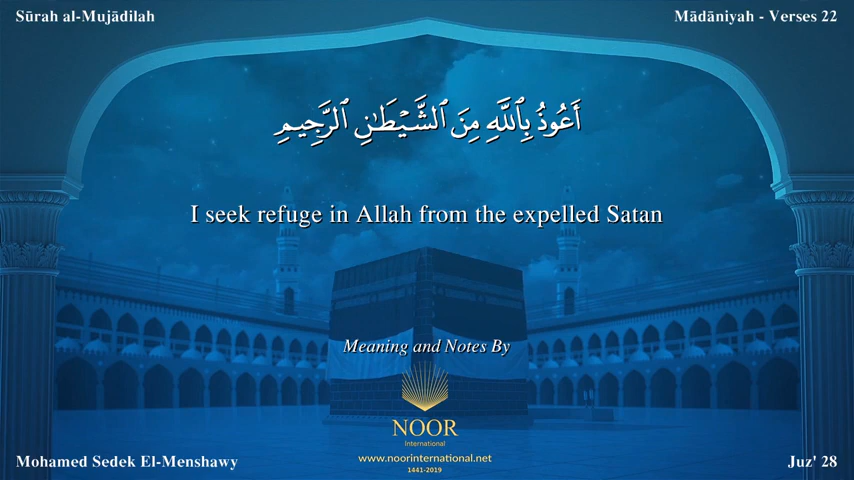 Sūrah al-Mujādilah
Mādāniyah - Verses 22
أَعُوذُ بِٱللَّهِ مِنَ ٱلشَّيْطَـٰنِ ٱلرَّجِيمِ
I seek refuge in Allah from the expelled Satan
Meaning and Notes By
NOOR
International
www.noorinternational.net
1441-2019
Mohamed Sedek El-Menshawy
Juz' 28